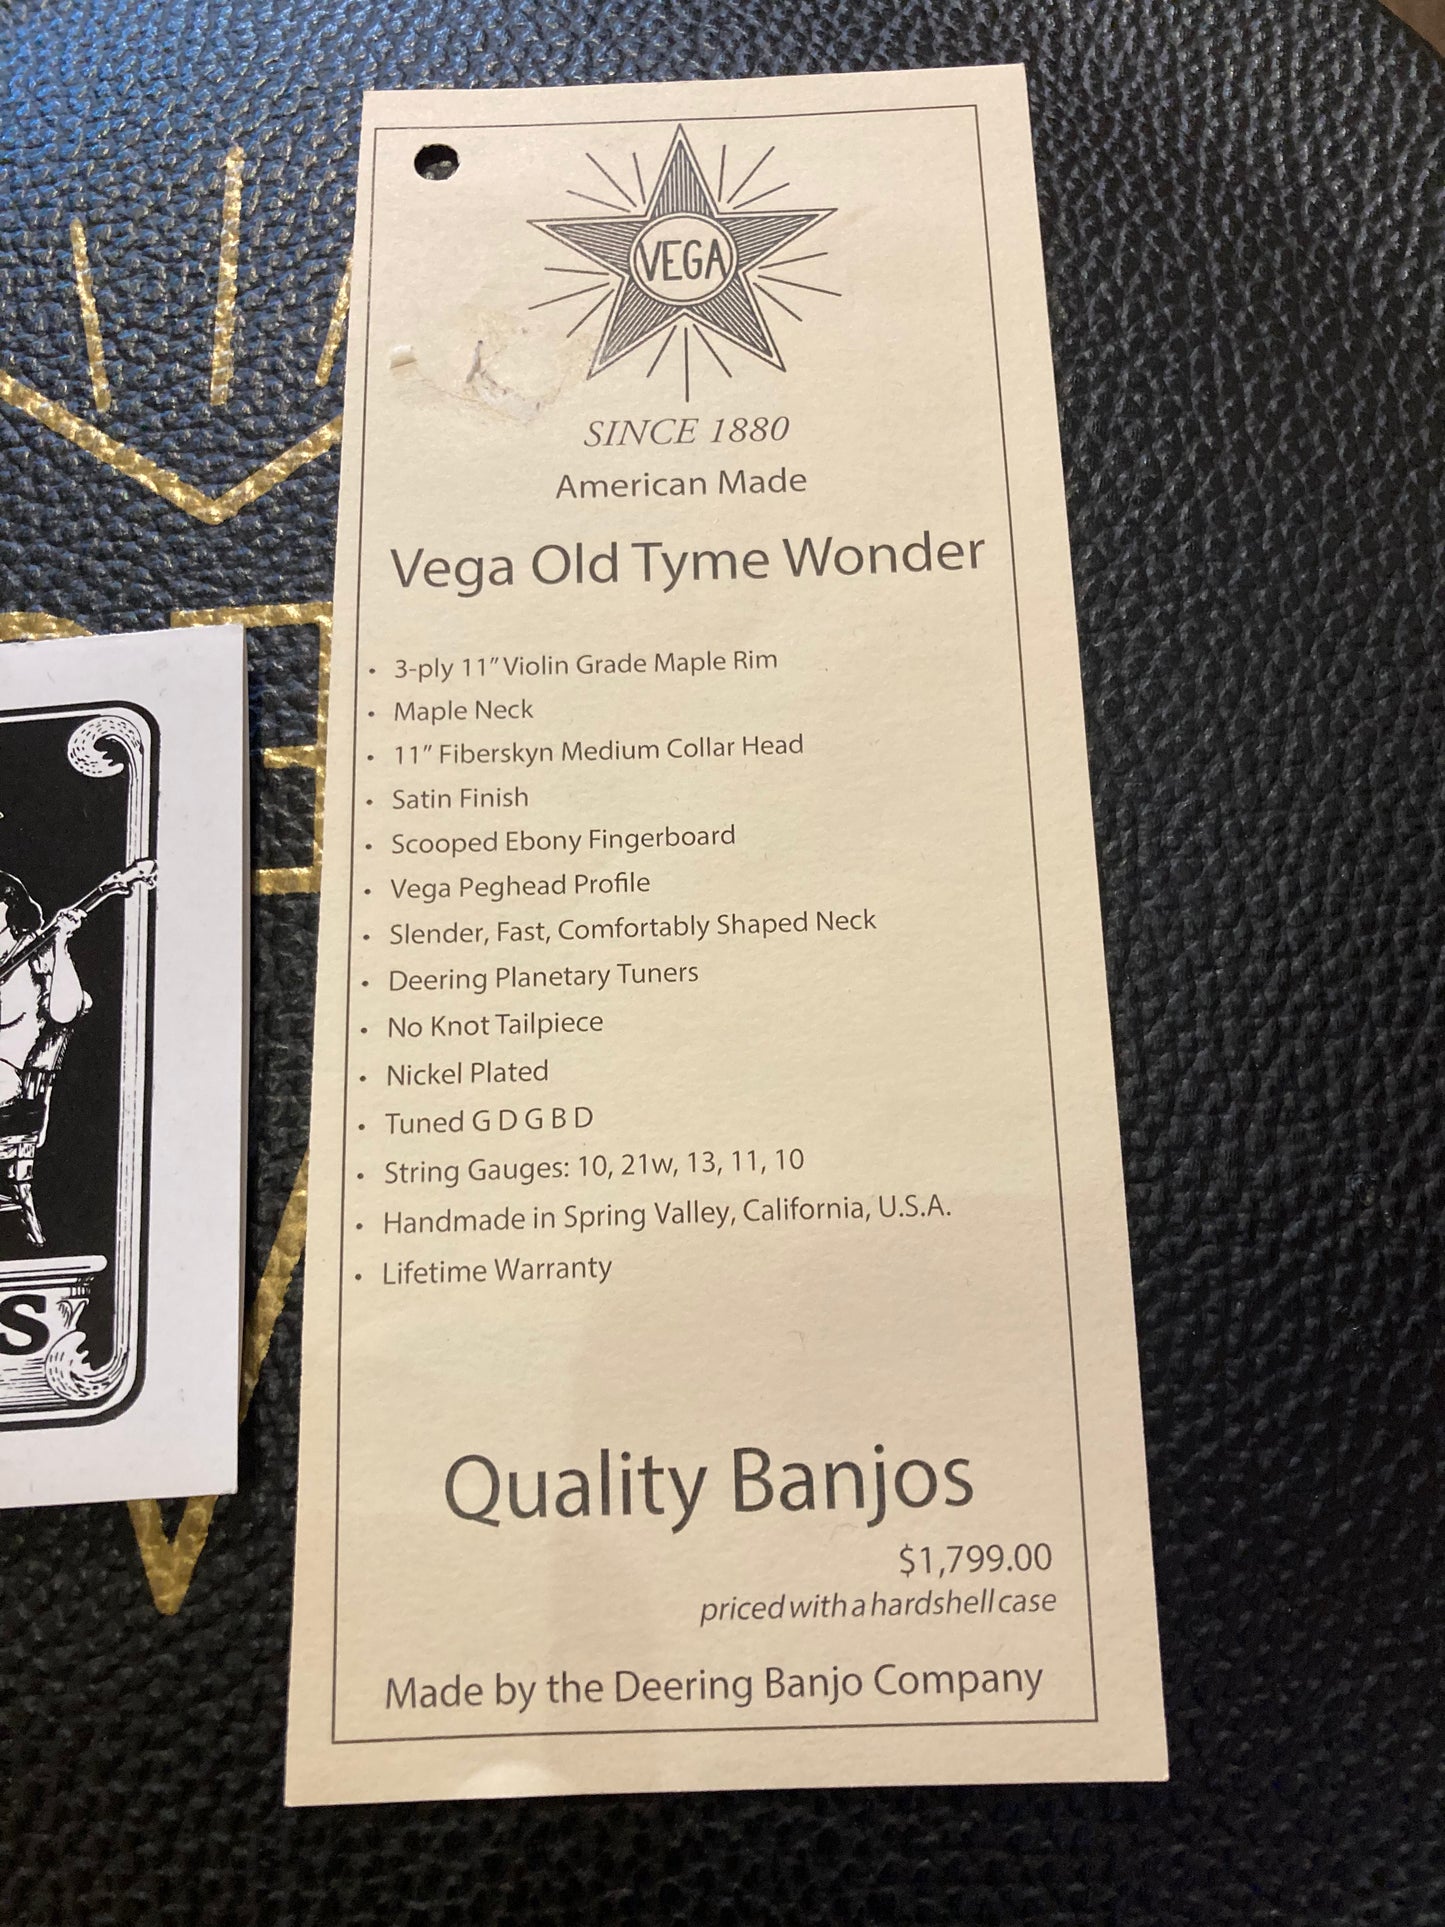 VEGA
SINCE 1880
American Made
Vega Old Tyme Wonder
• 3-ply 11" Violin Grade Maple Rim
• Maple Neck
• 11" Fiberskyn Medium Collar Head
• Satin Finish
• Scooped Ebony Fingerboard
• Vega Peghead Profile
• Slender, Fast, Comfortably Shaped Neck
• Deering Planetary Tuners
• No Knot Tailpiece
• Nickel Plated
• Tuned G D G B D
• String Gauges: 10, 21w, 13, 11, 10
• Handmade in Spring Valley, California, U.S.A.
• Lifetime Warranty
Quality Banjos
$1,799.00
priced with a hardshell case
Made by the Deering Banjo Company
S